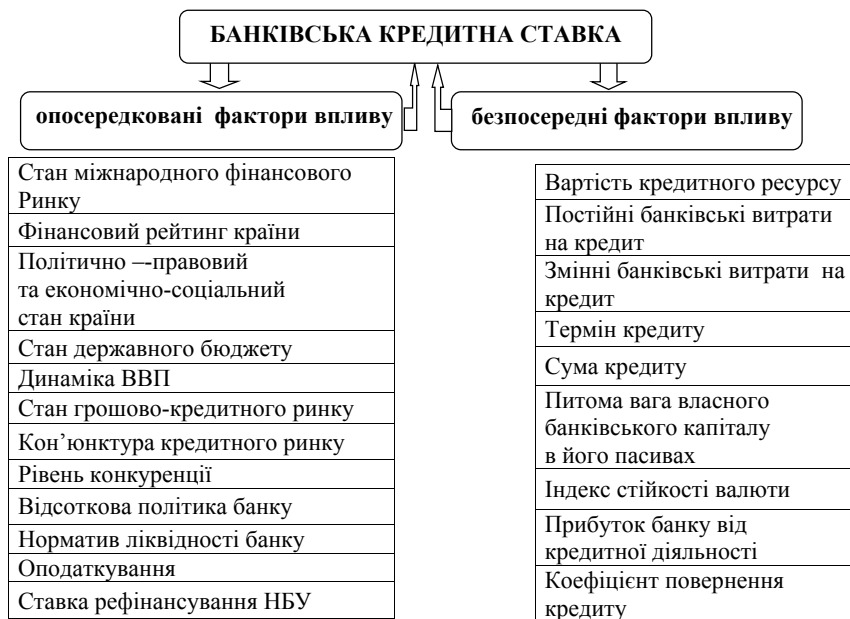 БАНКІВСЬКА КРЕДИТНА СТАВКА
опосередковані фактори впливу
безпосередні фактори впливу
Стан міжнародного фінансового
Ринку
Фінансовий рейтинг країни
Політично –-правовий
та економічно-соціальний
стан країни
Стан державного бюджету
Динаміка ВВП
Стан грошово-кредитного ринку
Кон’юнктура кредитного ринку
Рівень конкуренції
Відсоткова політика банку
Норматив ліквідності банку
Оподаткування
Ставка рефінансування НБУ
Вартість кредитного ресурсу
Постійні банківські витрати
на кредит
Змінні банківські витрати на
кредит
Термін кредиту
Сума кредиту
Питома вага власного
банківського капіталу
в його пасивах
Індекс стійкості валюти
Прибуток банку від
кредитної діяльності
Коефіцієнт повернення
кредиту